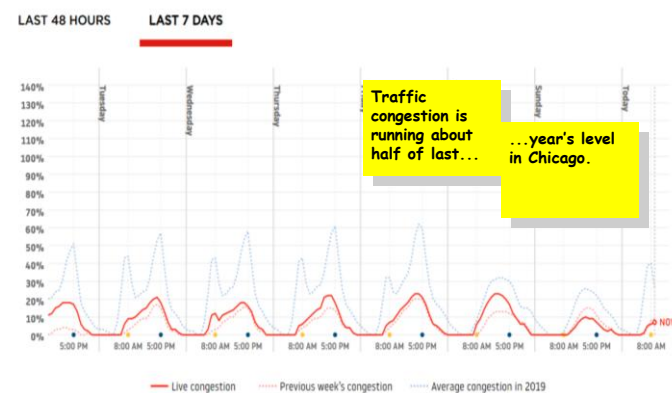 LAST 48 HOURS
LAST 7 DAYS
140%
130%
120%
110%
100%
90%
80%
70%
60%
50%
40%
30%
20%
10%
0%
Tuesday
Wednesday
Thursday
Sunday
Today
Traffic
congestion is
running about
half of last...
...year's level
in Chicago.
NO
5:00 PM
8:00 AM 5:00 PM
8:00 AM 5:00 PM
8:00 AM 5:00 PM
8:00 AM 5:00 PM
8:00 AM 5:00 PM
8:00 AM 5:00 PM
8:00 AM
Live congestion
Previous week's congestion
Average congestion in 2019